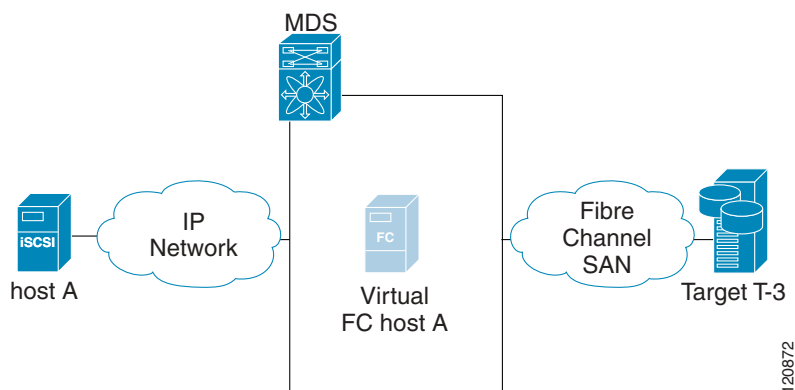 MDS
iSCSI
host A
IP
Network
FC
Virtual
FC host A
Fibre
Channel
SAN
Target T-3
120872